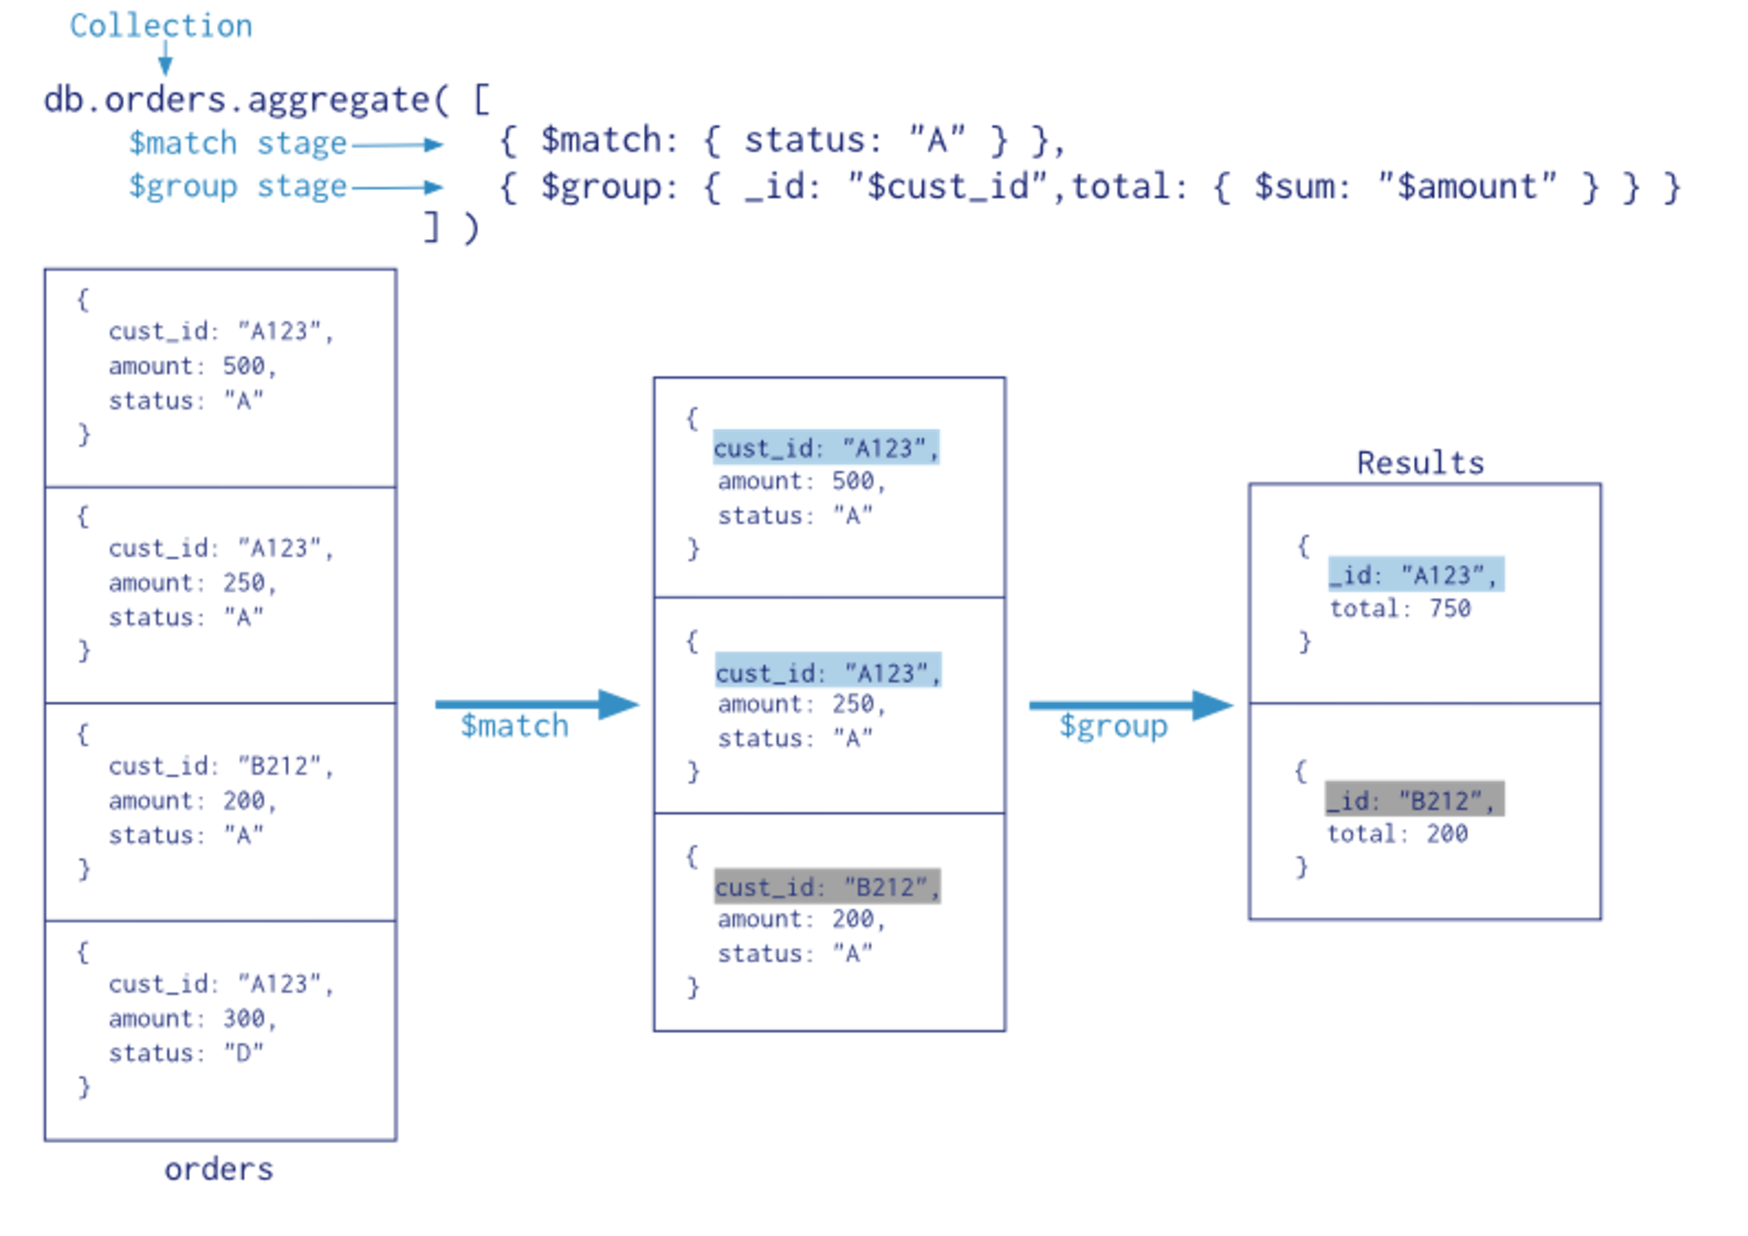 Collection
db.orders.aggregate( [
$match stage { $match: { status: "A" } },
$group stage { $group: { _id: "$cust_id",total: { $sum: "$amount" } } }
] )
{
cust_id: "A123",
amount: 500,
status: "A"
}
{
cust_id: "A123",
amount: 250,
status: "A"
}
{
cust_id: "B212",
amount: 200,
status: "A"
}
{
cust_id: "A123",
amount: 300,
status: "D"
}
orders
$match
{
cust_id: "A123",
amount: 500,
status: "A"
}
{
cust_id: "A123",
amount: 250,
status: "A"
}
{
cust_id: "B212",
amount: 200,
status: "A"
}
$group
Results
{
_id: "A123",
total: 750
}
{
_id: "B212",
total: 200
}